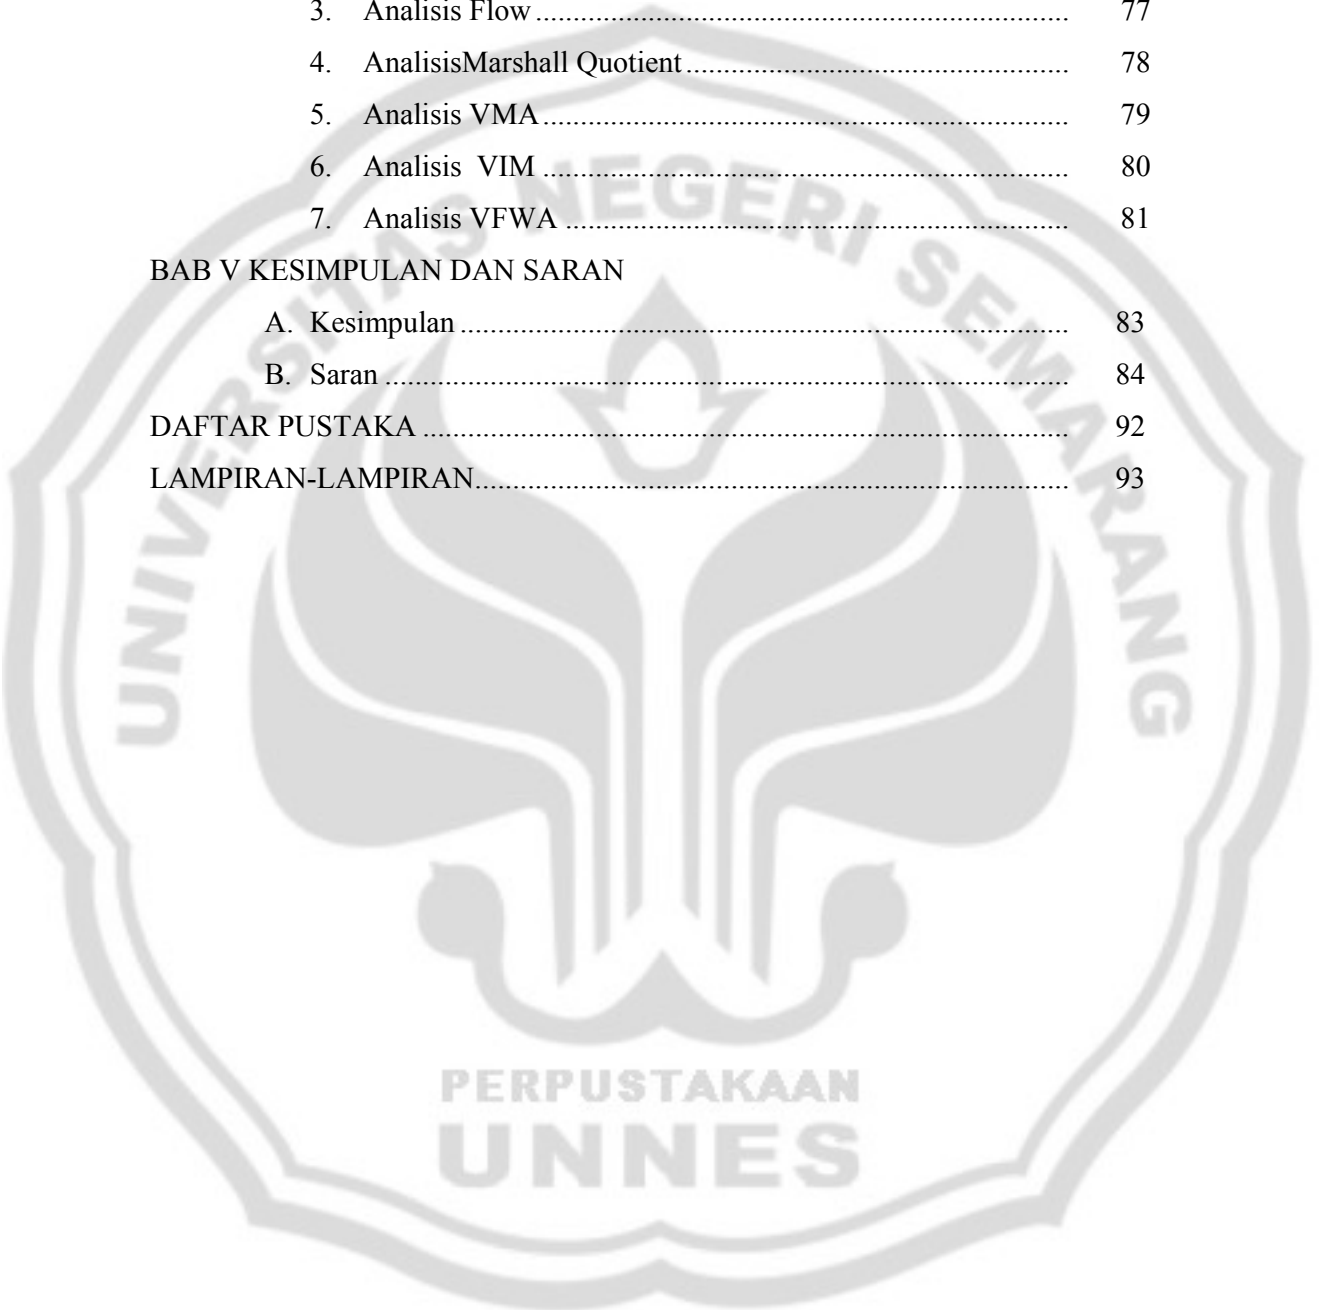 3. Analisis Flow ........................................................................ 77
4. AnalisisMarshall Quotient .................................................... 78
5. Analisis VMA ....................................................................... 79
6. Analisis  VIM ....................................................................... 80
7. Analisis VFWA .................................................................... 81
BAB V KESIMPULAN DAN SARAN
A. Kesimpulan .................................................................................. 83
B. Saran ............................................................................................ 84
DAFTAR PUSTAKA ....................................................................................... 92
LAMPIRAN-LAMPIRAN ................................................................................ 93
UNIVERSITAS NEGERI SEMARANG
PERPUSTAKAAN
UNNES